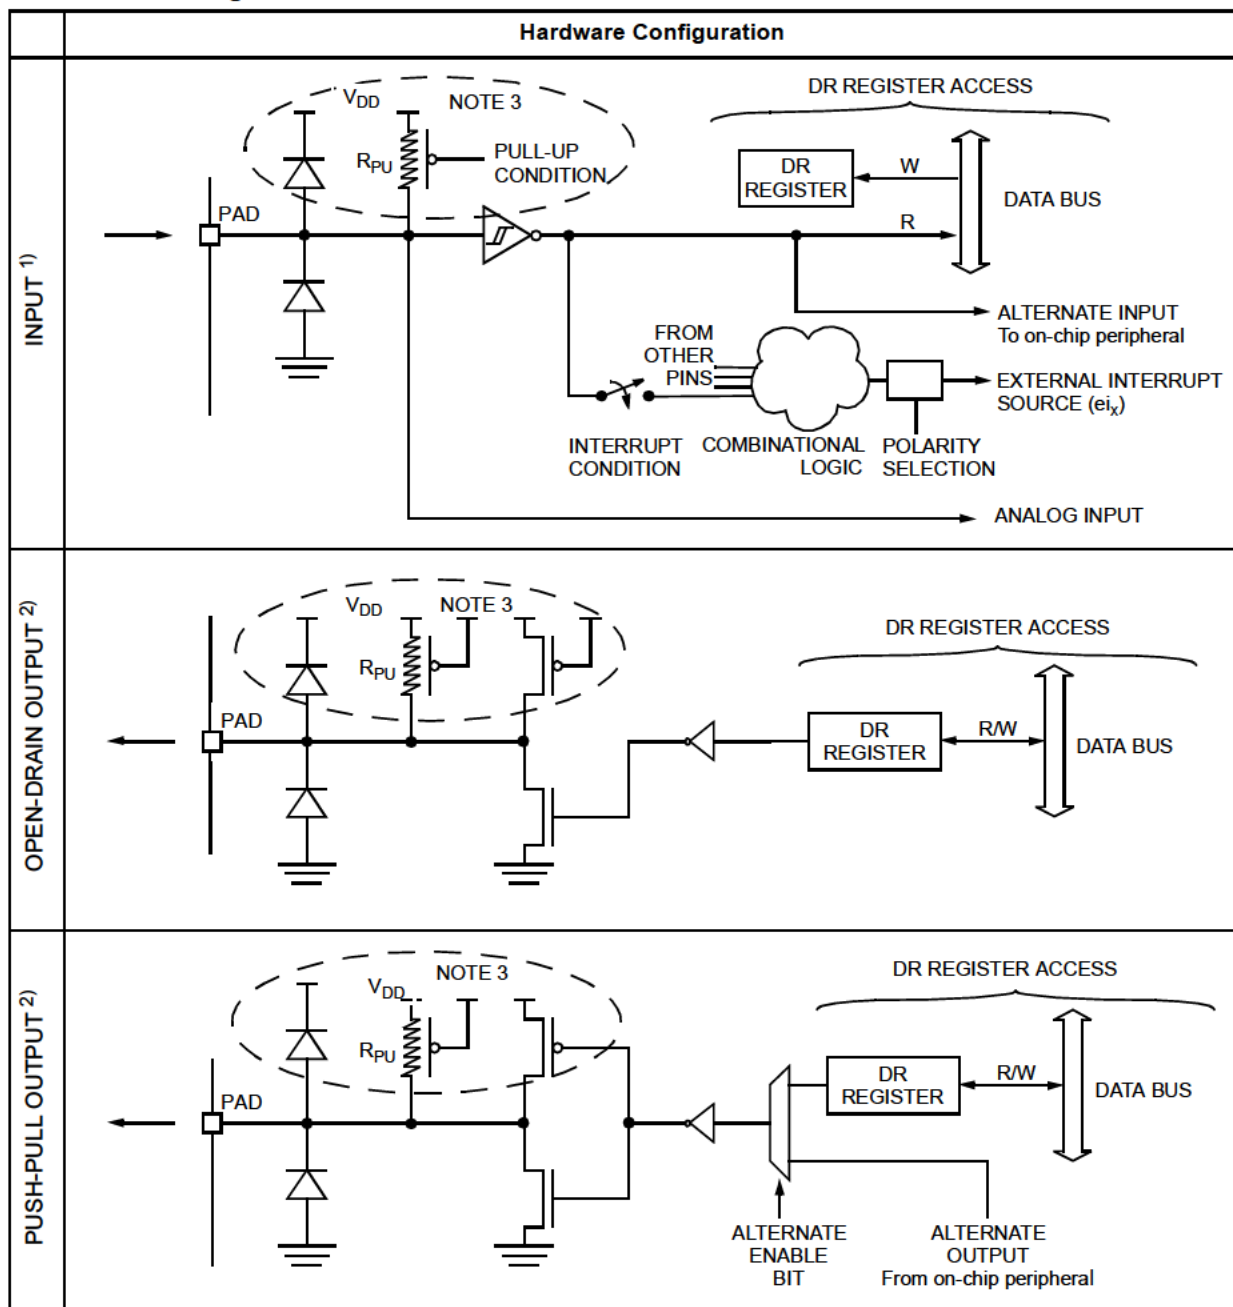 Hardware Configuration
INPUT 1)
VDD
NOTE 3
RPU
PULL-UP
CONDITION
PAD
DR REGISTER ACCESS
DR
REGISTER
W
R
DATA BUS
ALTERNATE INPUT
To on-chip peripheral
FROM
OTHER
PINS
EXTERNAL INTERRUPT
SOURCE (eix)
INTERRUPT
CONDITION
COMBINATIONAL
LOGIC
POLARITY
SELECTION
ANALOG INPUT
OPEN-DRAIN OUTPUT 2)
VDD
NOTE 3
RPU
PAD
DR REGISTER ACCESS
DR
REGISTER
R/W
DATA BUS
PUSH-PULL OUTPUT 2)
NOTE 3
VDD
RPU
PAD
DR REGISTER ACCESS
DR
REGISTER
R/W
DATA BUS
ALTERNATE
ENABLE
BIT
ALTERNATE
OUTPUT
From on-chip peripheral